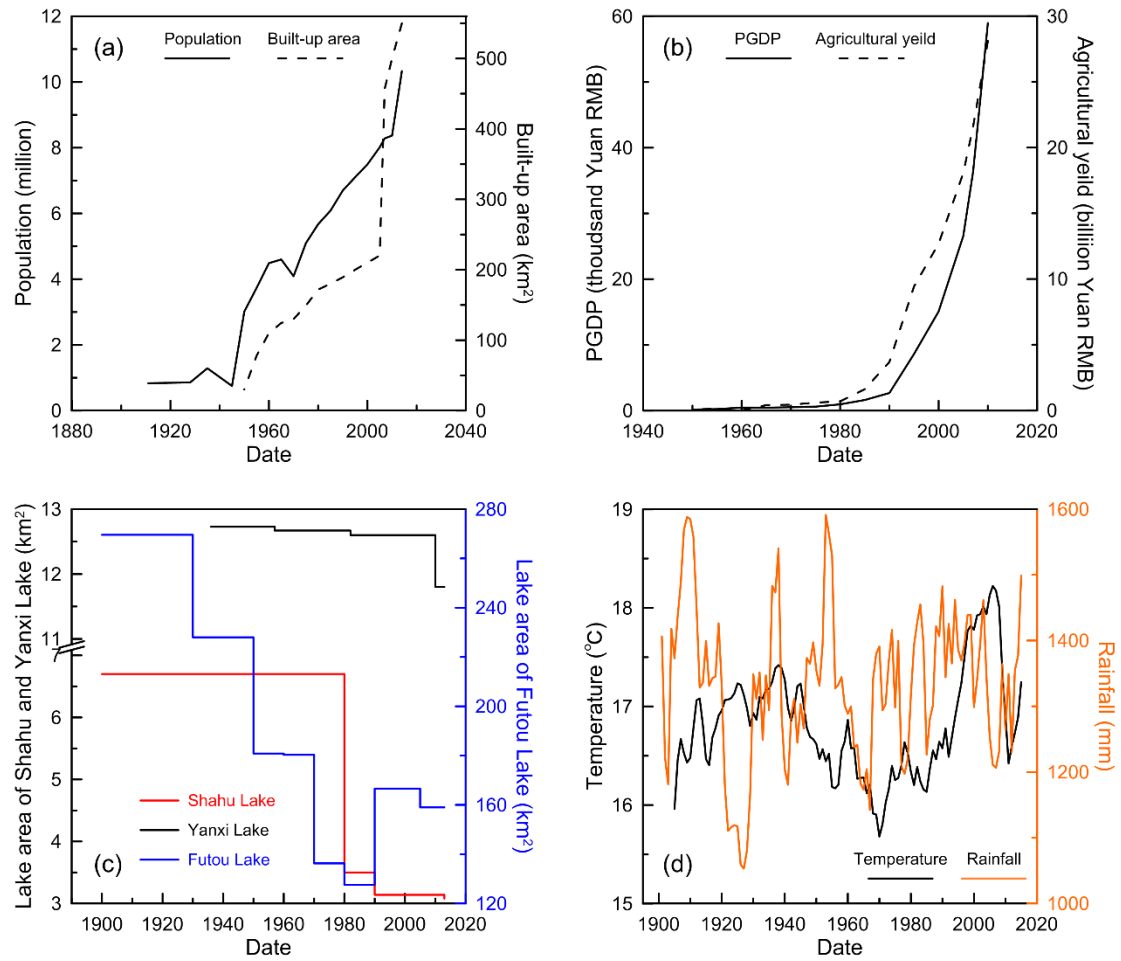 (a)
Population
Built-up area
12
10
8
6
4
2
0
Population (million)
500
400
300
200
100
0
Built-up area (km²)
1880
1920
1960
2000
2040
Date
(b)
PGDP
Agricultural yeild
60
40
20
0
PGDP (thoudsand Yuan RMB)
30
20
10
0
Agricultural yeild (billiion Yuan RMB)
1940
1960
1980
2000
2020
Date
(c)
Shahu Lake
Yanxi Lake
Futou Lake
13
12
11
7
6
5
4
3
Lake area of Shahu and Yanxi Lake (km²)
280
240
200
160
120
Lake area of Futou Lake (km²)
1900
1920
1940
1960
1980
2000
2020
Date
(d)
Temperature
Rainfall
19
18
17
16
15
Temperature (°C)
1600
1400
1200
1000
Rainfall (mm)
1900
1920
1940
1960
1980
2000
2020
Date